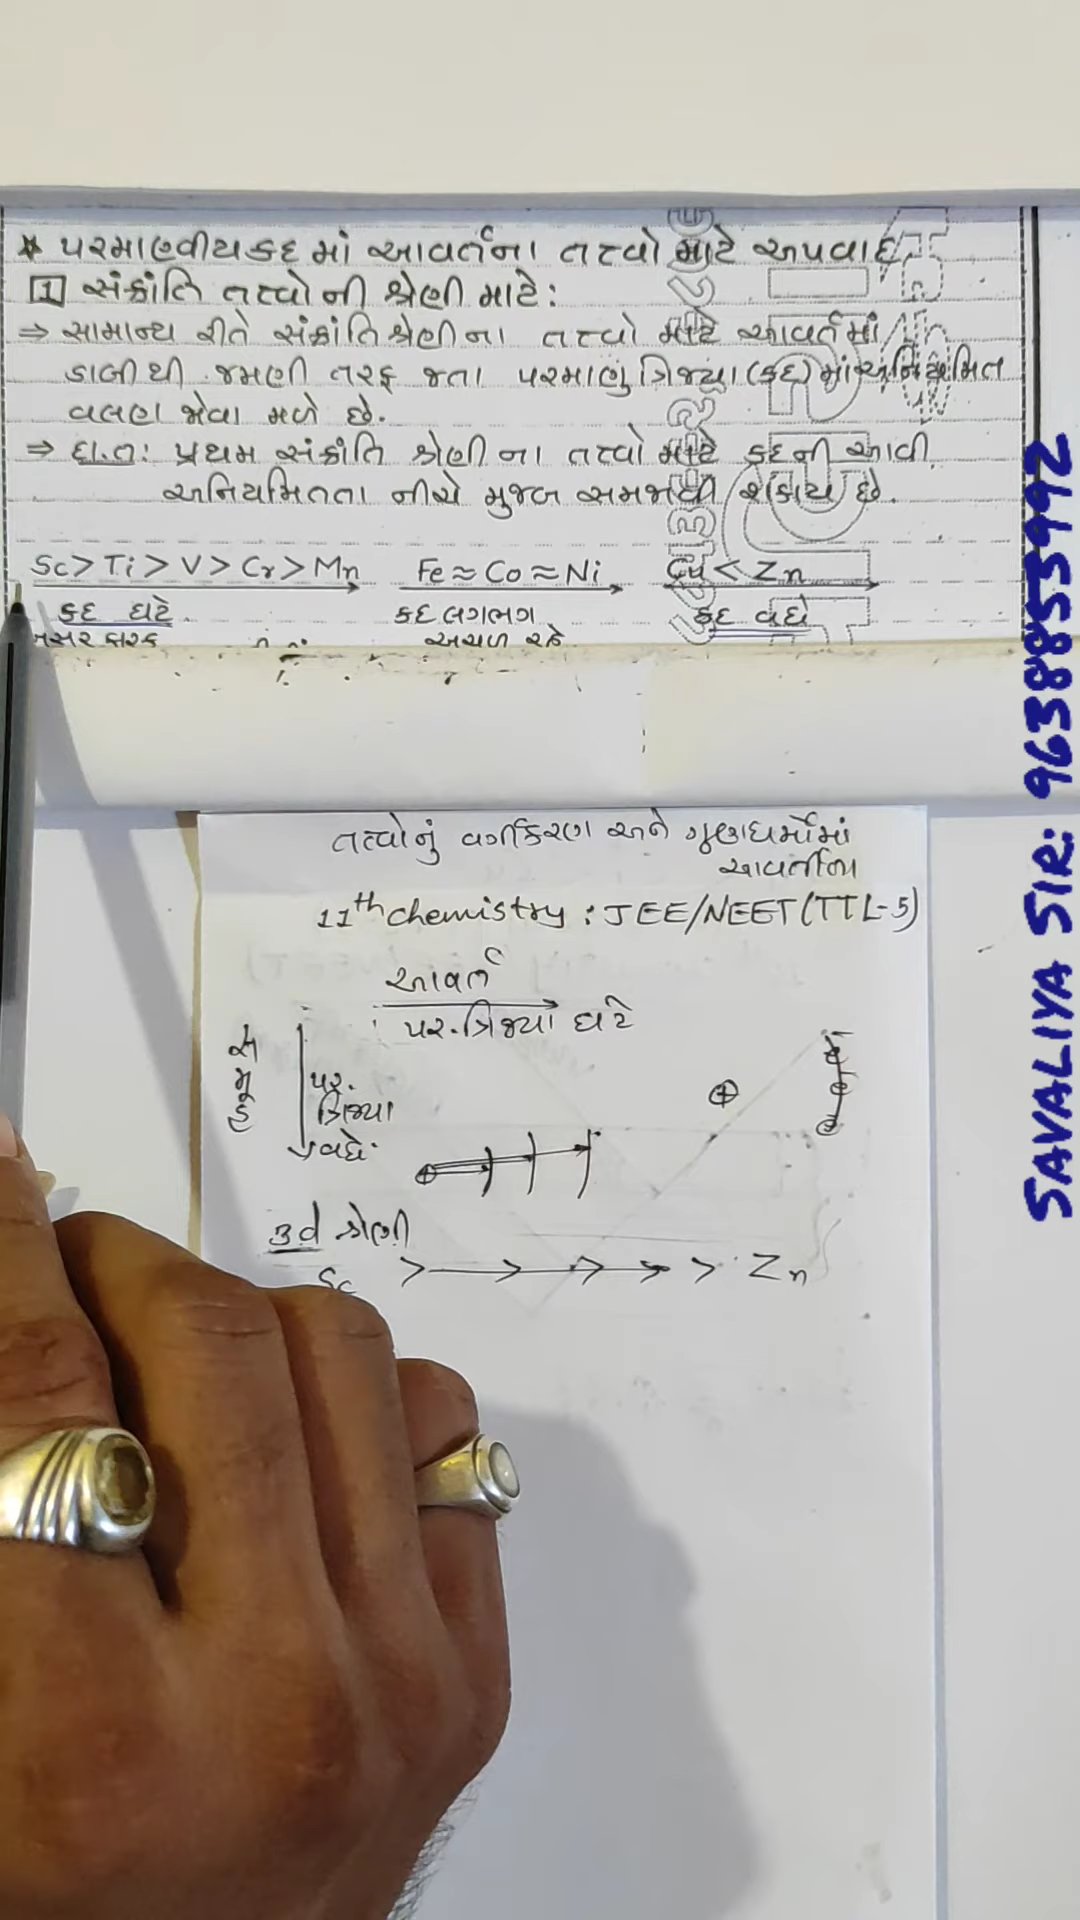 * પરમાણ્વીયકદ માં આવર્તના તત્વો માટે અપવાદ
1 સંક્રાંતિ તત્વોની શ્રેણી માટે:
⇒ સામાન્ય રીતે સંક્રાંતિશ્રેણીના તત્વો માટે આવર્તમાં
ડાબીથી જમણી તરફ જતા પરમાણુ ત્રિજ્યા (કદ) માં અનિયમિત
વલણ જોવા મળે છે.
⇒ દા.ત: પ્રથમ સંક્રાંતિ શ્રેણીના તત્વો માટે કદની આવી
અનિયમિતતા નીચે મુજબ સમજાવી શકાય છે.
Sc > Ti > V > Cr > Mn Fe ≈ Co ≈ Ni Cu < Zn
કદ ઘટે કદ લગભગ કદ વધે
અચળ રહે
તત્વોનું વર્ગીકરણ અને ગુણધર્મોમાં
આવર્તીતા
11th chemistry : JEE/NEET (TTL-5)
આવર્ત
પર. ત્રિજ્યા ઘટે
સમૂહ
પર.
ત્રિજ્યા
વધે.
3d શ્રેણી
Sc > > > > > Zn
SAVALIYA SIR: 9638855992